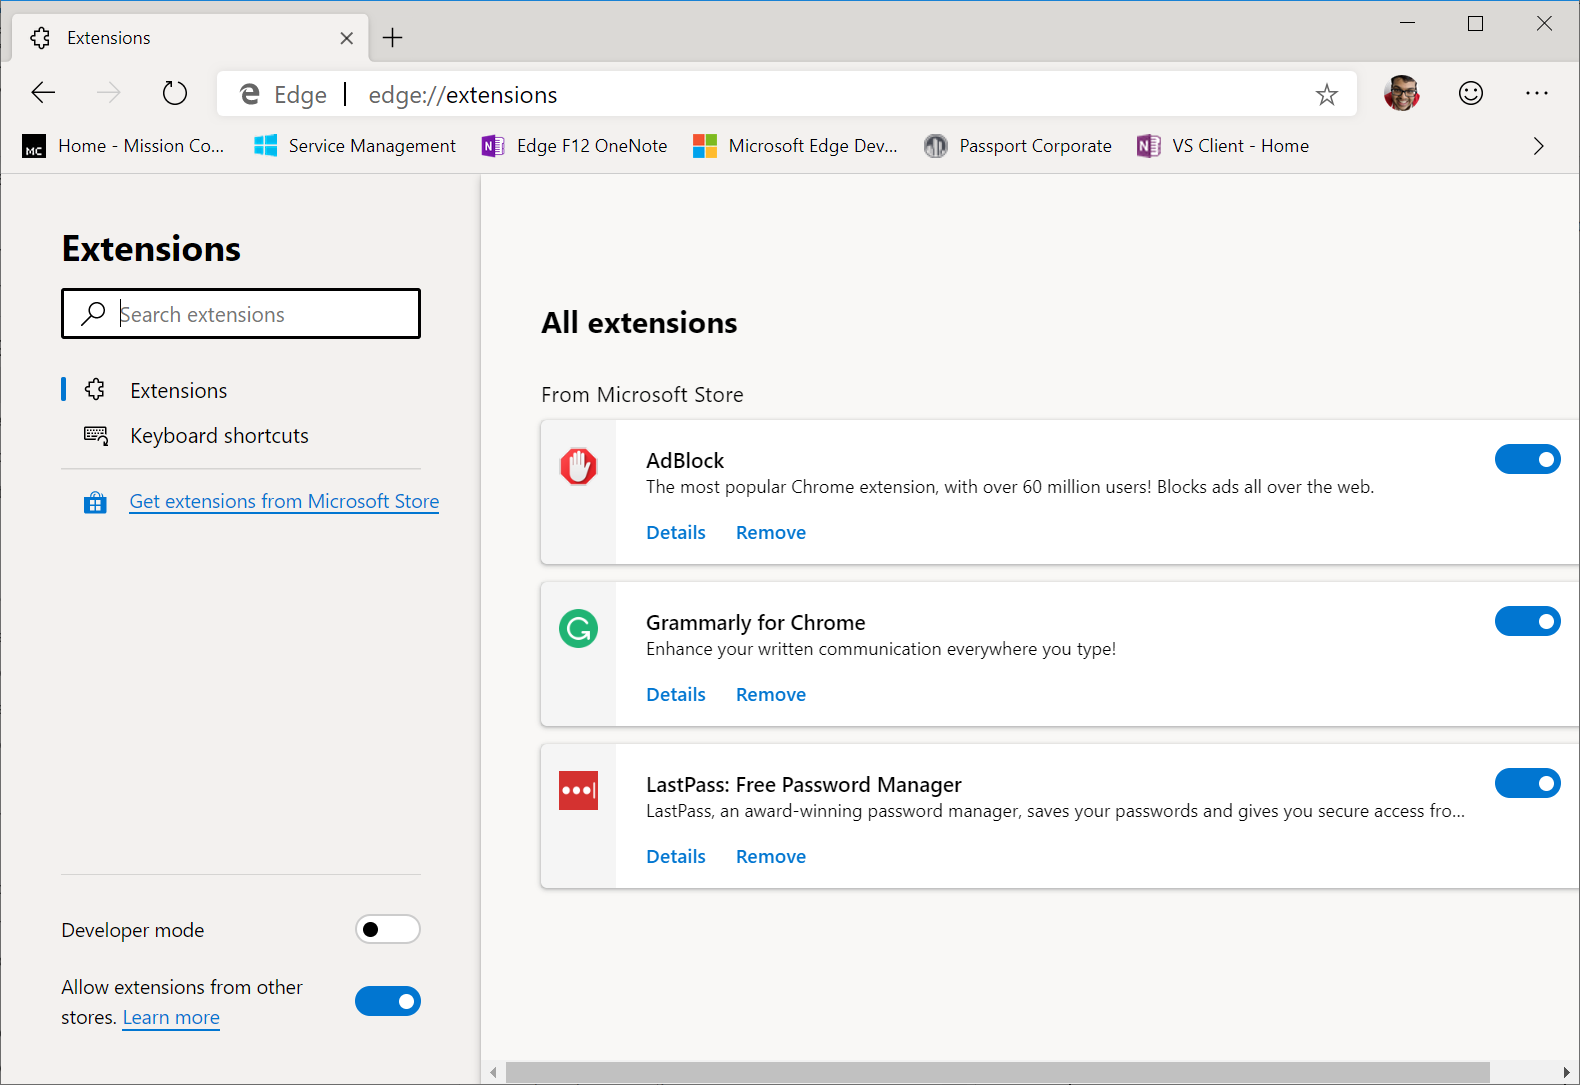 Extensions
Edge | edge://extensions
MC Home - Mission Co... Service Management Edge F12 OneNote Microsoft Edge Dev... Passport Corporate VS Client - Home
Extensions
Search extensions
Extensions
Keyboard shortcuts
Get extensions from Microsoft Store
Developer mode
Allow extensions from other
stores. Learn more
All extensions
From Microsoft Store
AdBlock
The most popular Chrome extension, with over 60 million users! Blocks ads all over the web.
Details Remove
Grammarly for Chrome
Enhance your written communication everywhere you type!
Details Remove
LastPass: Free Password Manager
LastPass, an award-winning password manager, saves your passwords and gives you secure access fro...
Details Remove